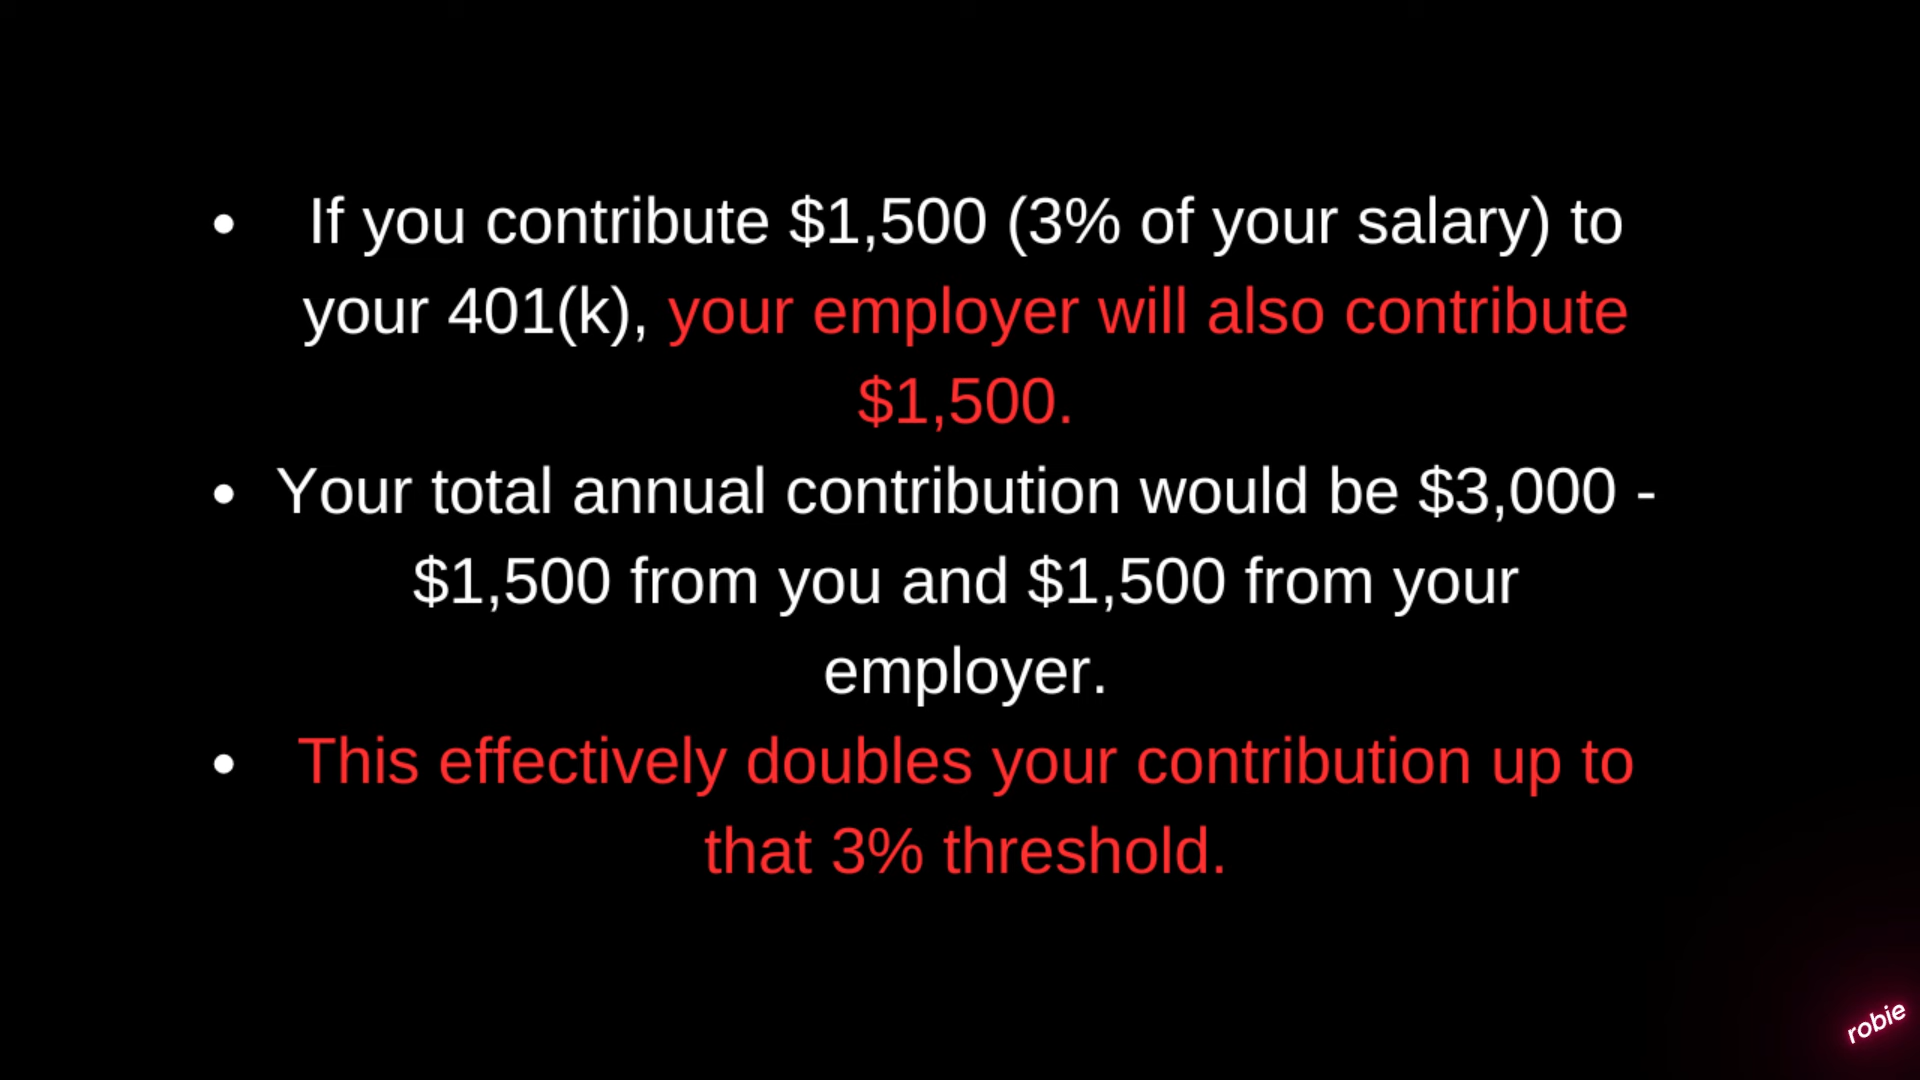 • If you contribute $1,500 (3% of your salary) to
your 401(k), your employer will also contribute
$1,500.
• Your total annual contribution would be $3,000 -
$1,500 from you and $1,500 from your
employer.
• This effectively doubles your contribution up to
that 3% threshold.
robie